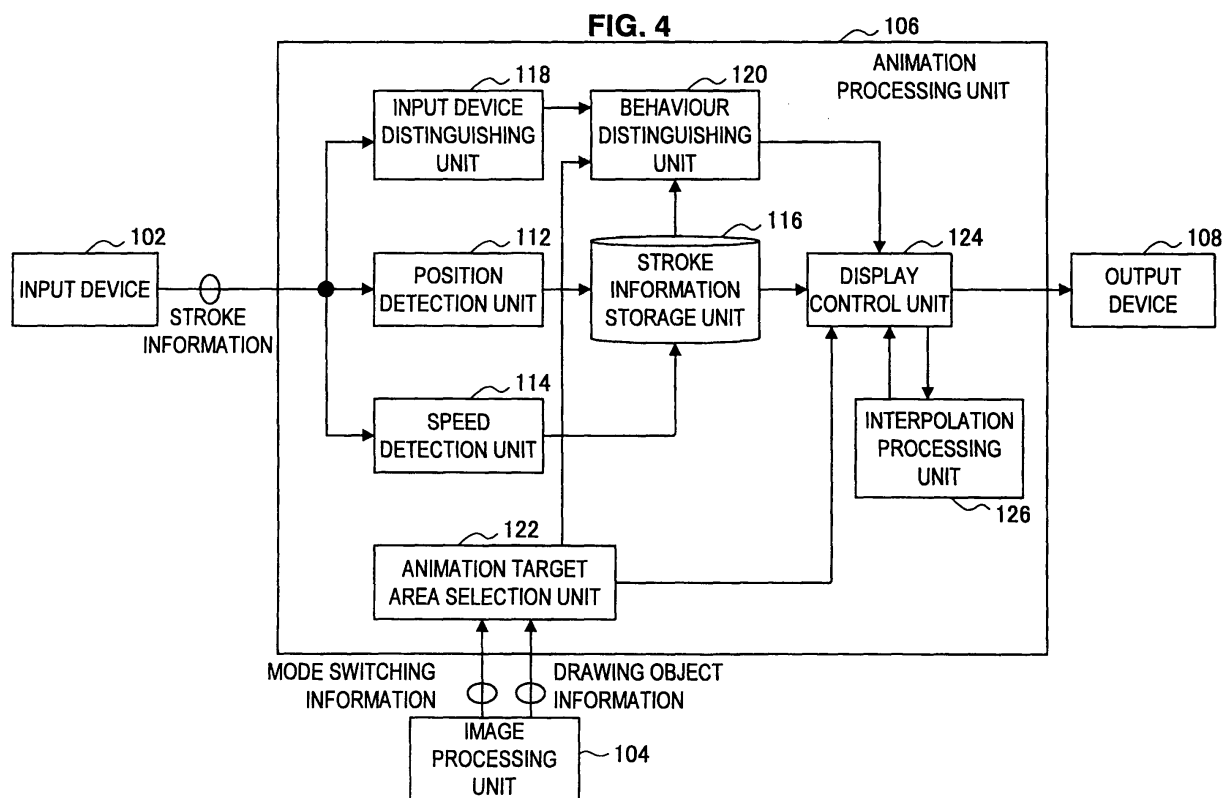 FIG. 4
106
ANIMATION
PROCESSING UNIT
118
INPUT DEVICE
DISTINGUISHING
UNIT
120
BEHAVIOUR
DISTINGUISHING
UNIT
102
INPUT DEVICE
STROKE
INFORMATION
112
POSITION
DETECTION UNIT
116
STROKE
INFORMATION
STORAGE UNIT
124
DISPLAY
CONTROL UNIT
108
OUTPUT
DEVICE
114
SPEED
DETECTION UNIT
INTERPOLATION
PROCESSING
UNIT
126
122
ANIMATION TARGET
AREA SELECTION UNIT
MODE SWITCHING
INFORMATION
DRAWING OBJECT
INFORMATION
IMAGE
PROCESSING
UNIT
104